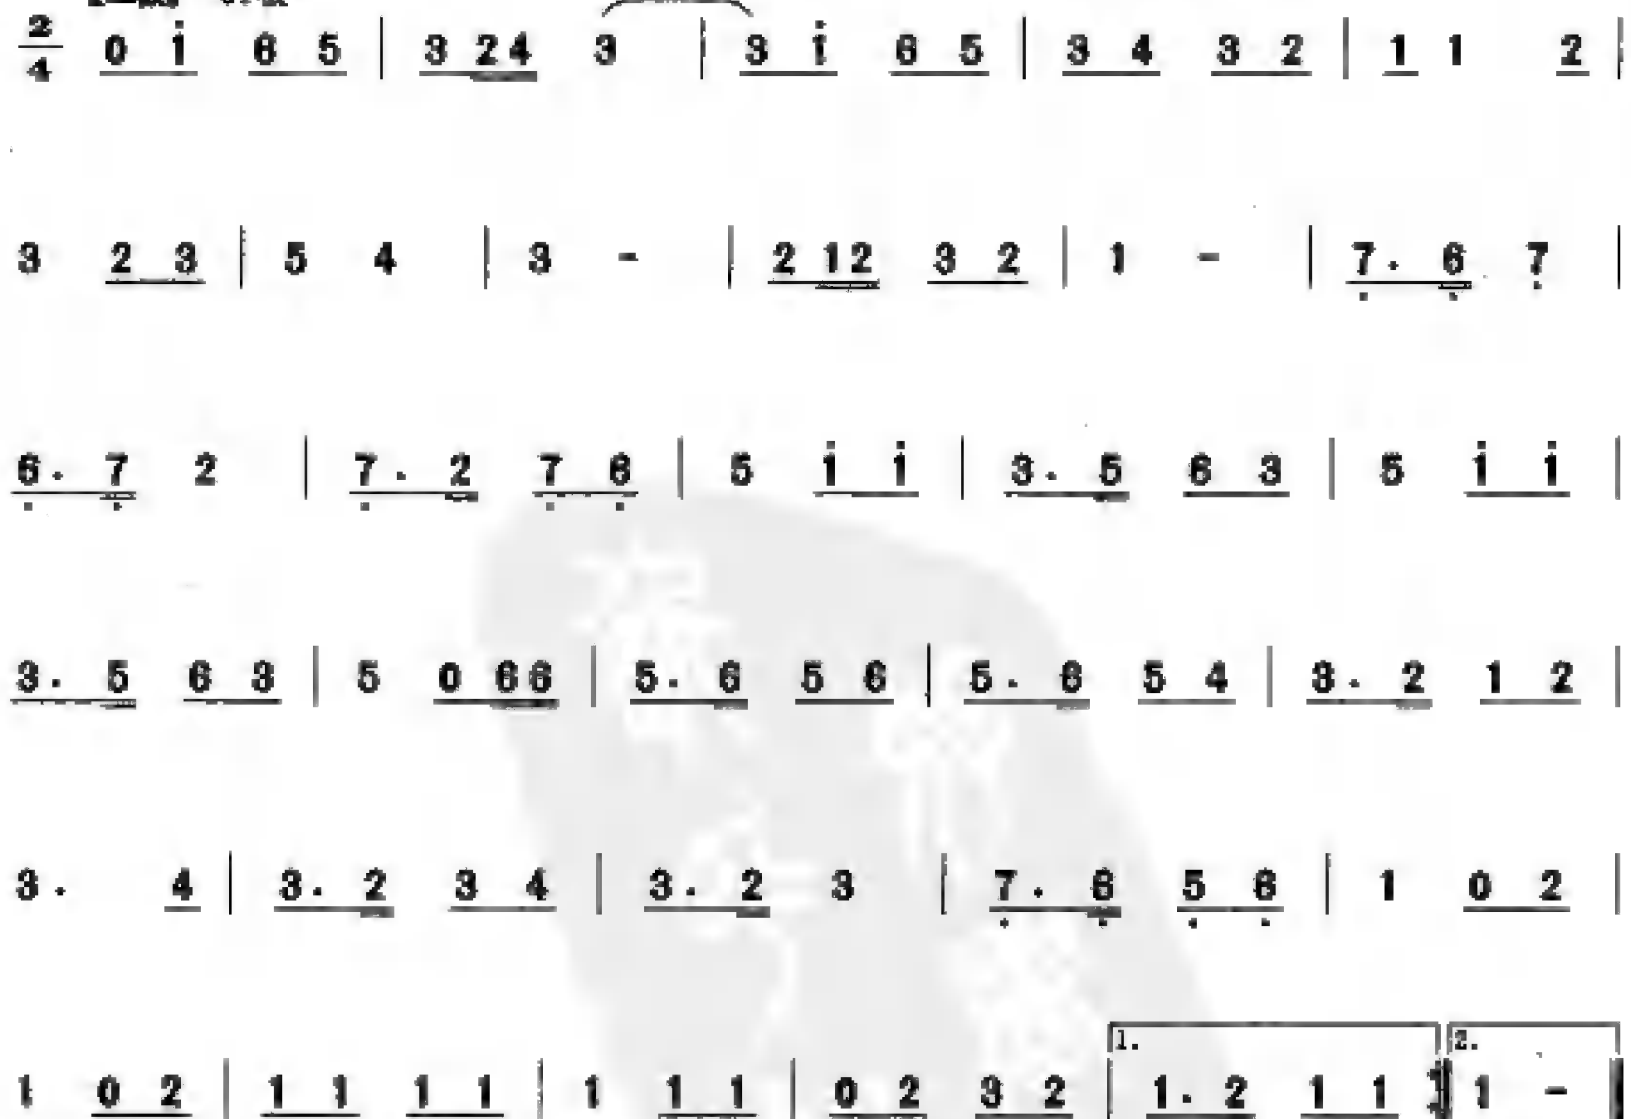 2/4 0 i̇ 6 5 | 3 24 3 | 3 i̇ 6 5 | 3 4 3 2 | 1 1 2 |
3 2 3 | 5 4 | 3 - | 2 12 3 2 | 1 - | 7̣. 6̣ 7̣ |
6̣. 7̣ 2 | 7̣. 2 7̣ 6̣ | 5 i̇ i̇ | 3. 5 6 3 | 5 i̇ i̇ |
3. 5 6 3 | 5 0 66 | 5. 6 5 6 | 5. 6 5 4 | 3. 2 1 2 |
3. 4 | 3. 2 3 4 | 3. 2 3 | 7̣. 6̣ 5̣ 6̣ | 1 0 2 |
1. 2.
1 0 2 | 1 1 1 1 | 1 1 1 | 0 2 3 2 | 1. 2 1 1 :| 1 - |